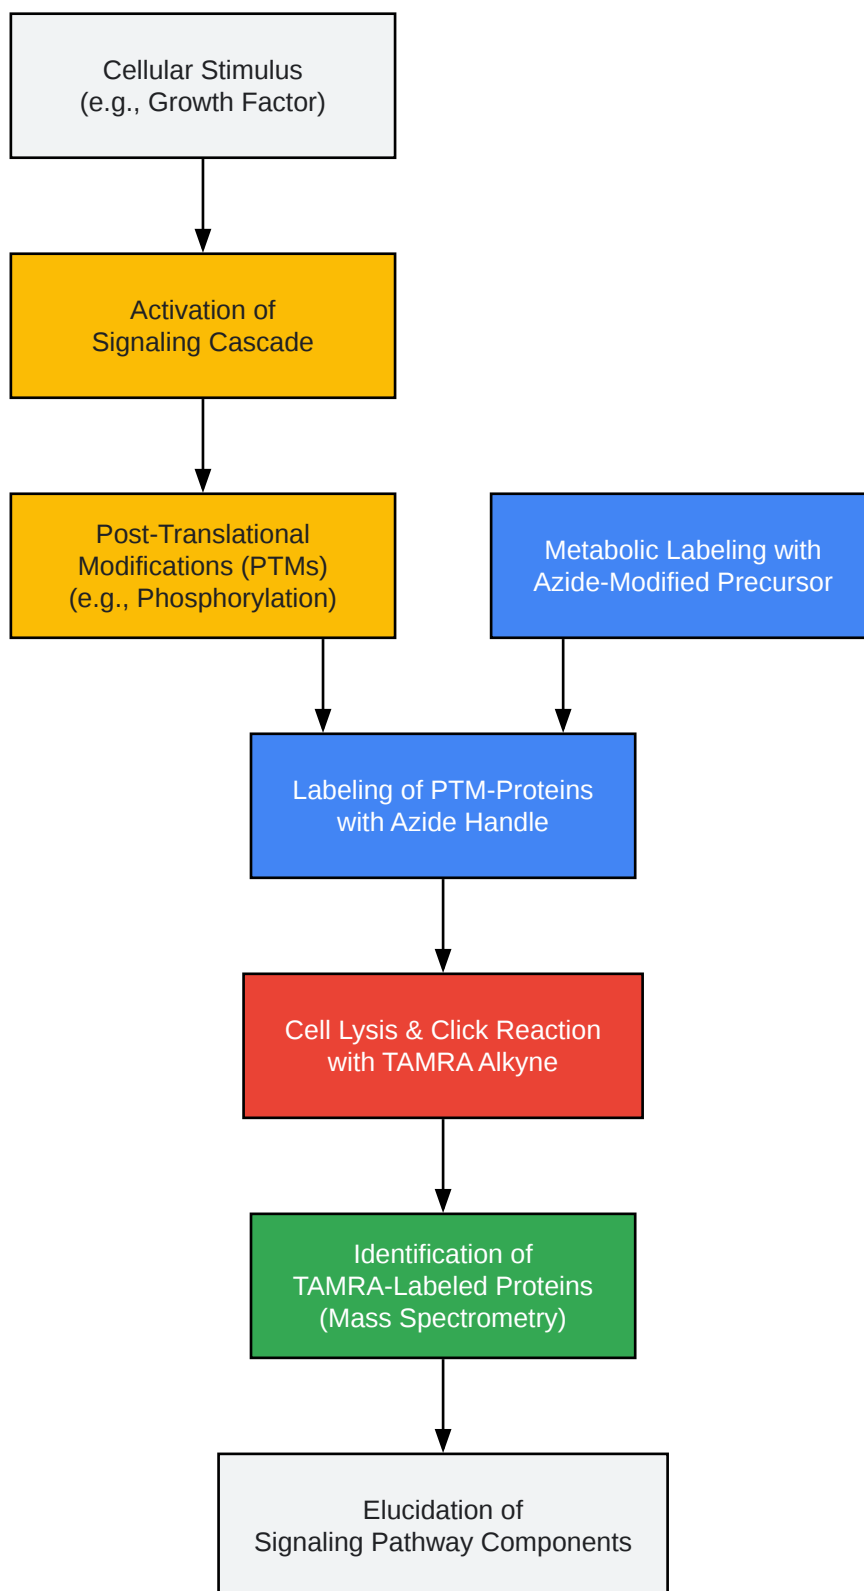 Cellular Stimulus
(e.g., Growth Factor)
Activation of
Signaling Cascade
Post-Translational
Modifications (PTMs)
(e.g., Phosphorylation)
Metabolic Labeling with
Azide-Modified Precursor
Labeling of PTM-Proteins
with Azide Handle
Cell Lysis & Click Reaction
with TAMRA Alkyne
Identification of
TAMRA-Labeled Proteins
(Mass Spectrometry)
Elucidation of
Signaling Pathway Components